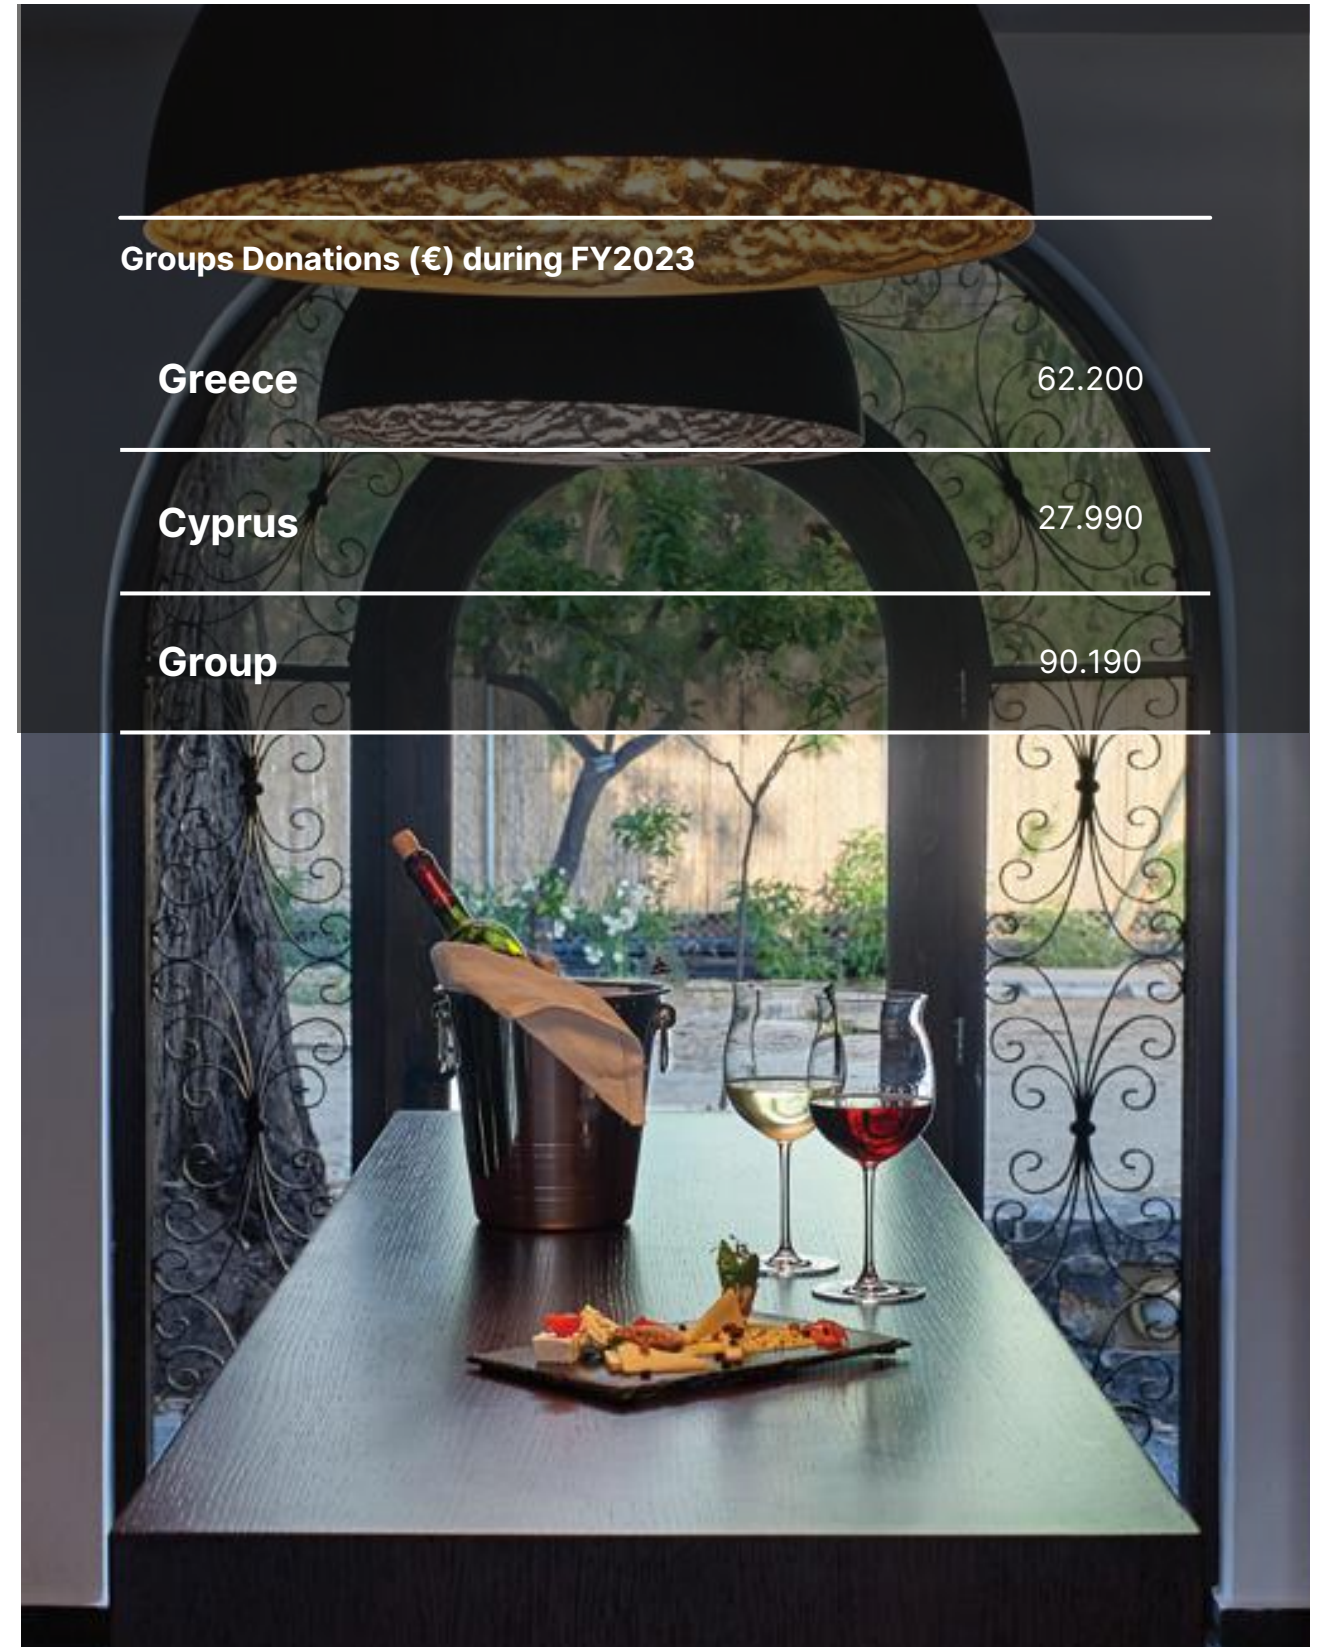 Groups Donations (€) during FY2023
Greece 62.200
Cyprus 27.990
Group 90.190